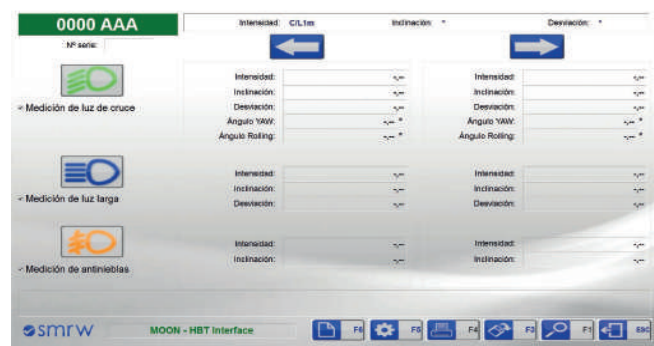 0000 AAA
Intensidad: C/L1m Inclinación: ° Desviación: °
Nº serie:
Intensidad: -,-- Intensidad: -,--
Inclinación: -,-- Inclinación: -,--
Medición de luz de cruce Desviación: -,-- Desviación: -,--
Ángulo YAW: -,-- ° Ángulo YAW: -,-- °
Ángulo Rolling: -,-- ° Ángulo Rolling: -,-- °
Intensidad: -,-- Intensidad: -,--
Inclinación: -,-- Inclinación: -,--
Medición de luz larga Desviación: -,-- Desviación: -,--
Intensidad: -,-- Intensidad: -,--
Inclinación: -,-- Inclinación: -,--
Medición de antinieblas
smrw MOON - HBT Interface F6 F5 F4 F3 F1 ESC